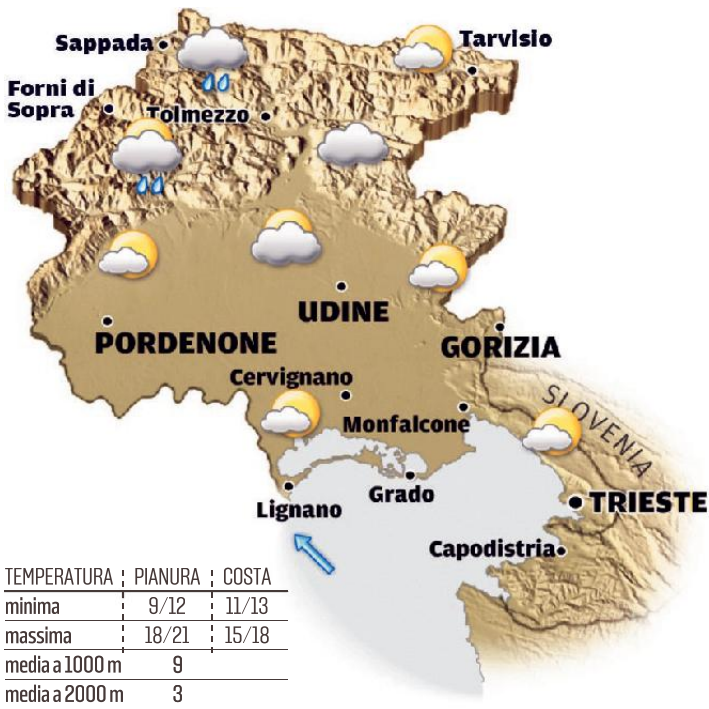 Sappada
Tarvisio
Forni di
Sopra
Tolmezzo
UDINE
PORDENONE
GORIZIA
Cervignano
SLOVENIA
Monfalcone
Grado
Lignano
TRIESTE
Capodistria
TEMPERATURA PIANURA COSTA
minima 9/12 11/13
massima 18/21 15/18
media a 1000 m 9
media a 2000 m 3